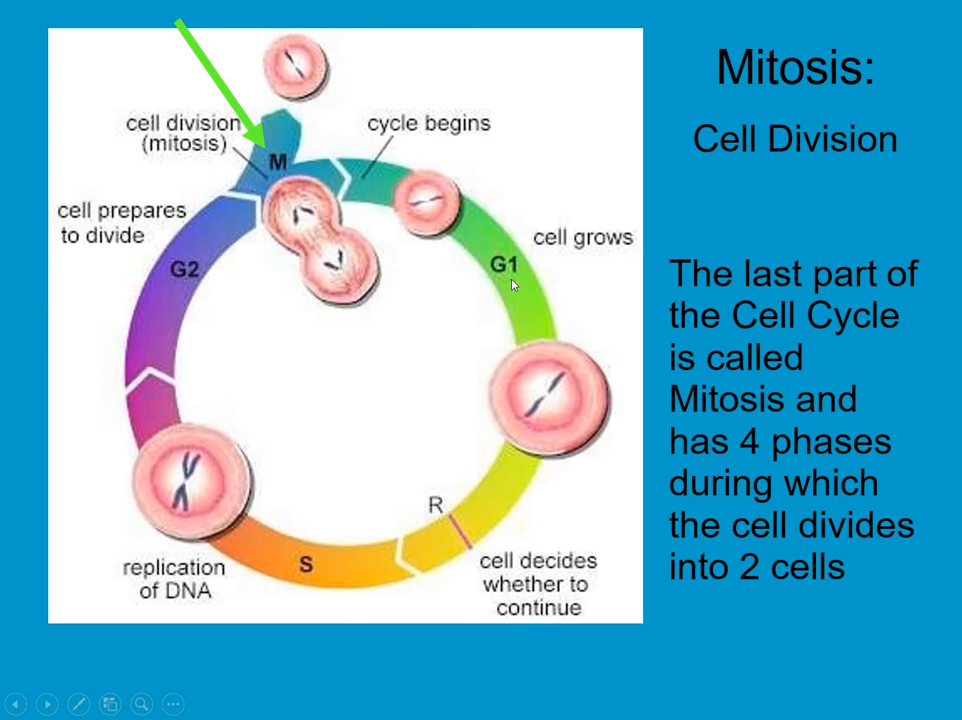 Mitosis:
Cell Division
cell division
(mitosis)
M
cycle begins
cell prepares
to divide
G2
cell grows
G1
The last part of
the Cell Cycle
is called
Mitosis and
has 4 phases
during which
the cell divides
into 2 cells
R
S
replication
of DNA
cell decides
whether to
continue